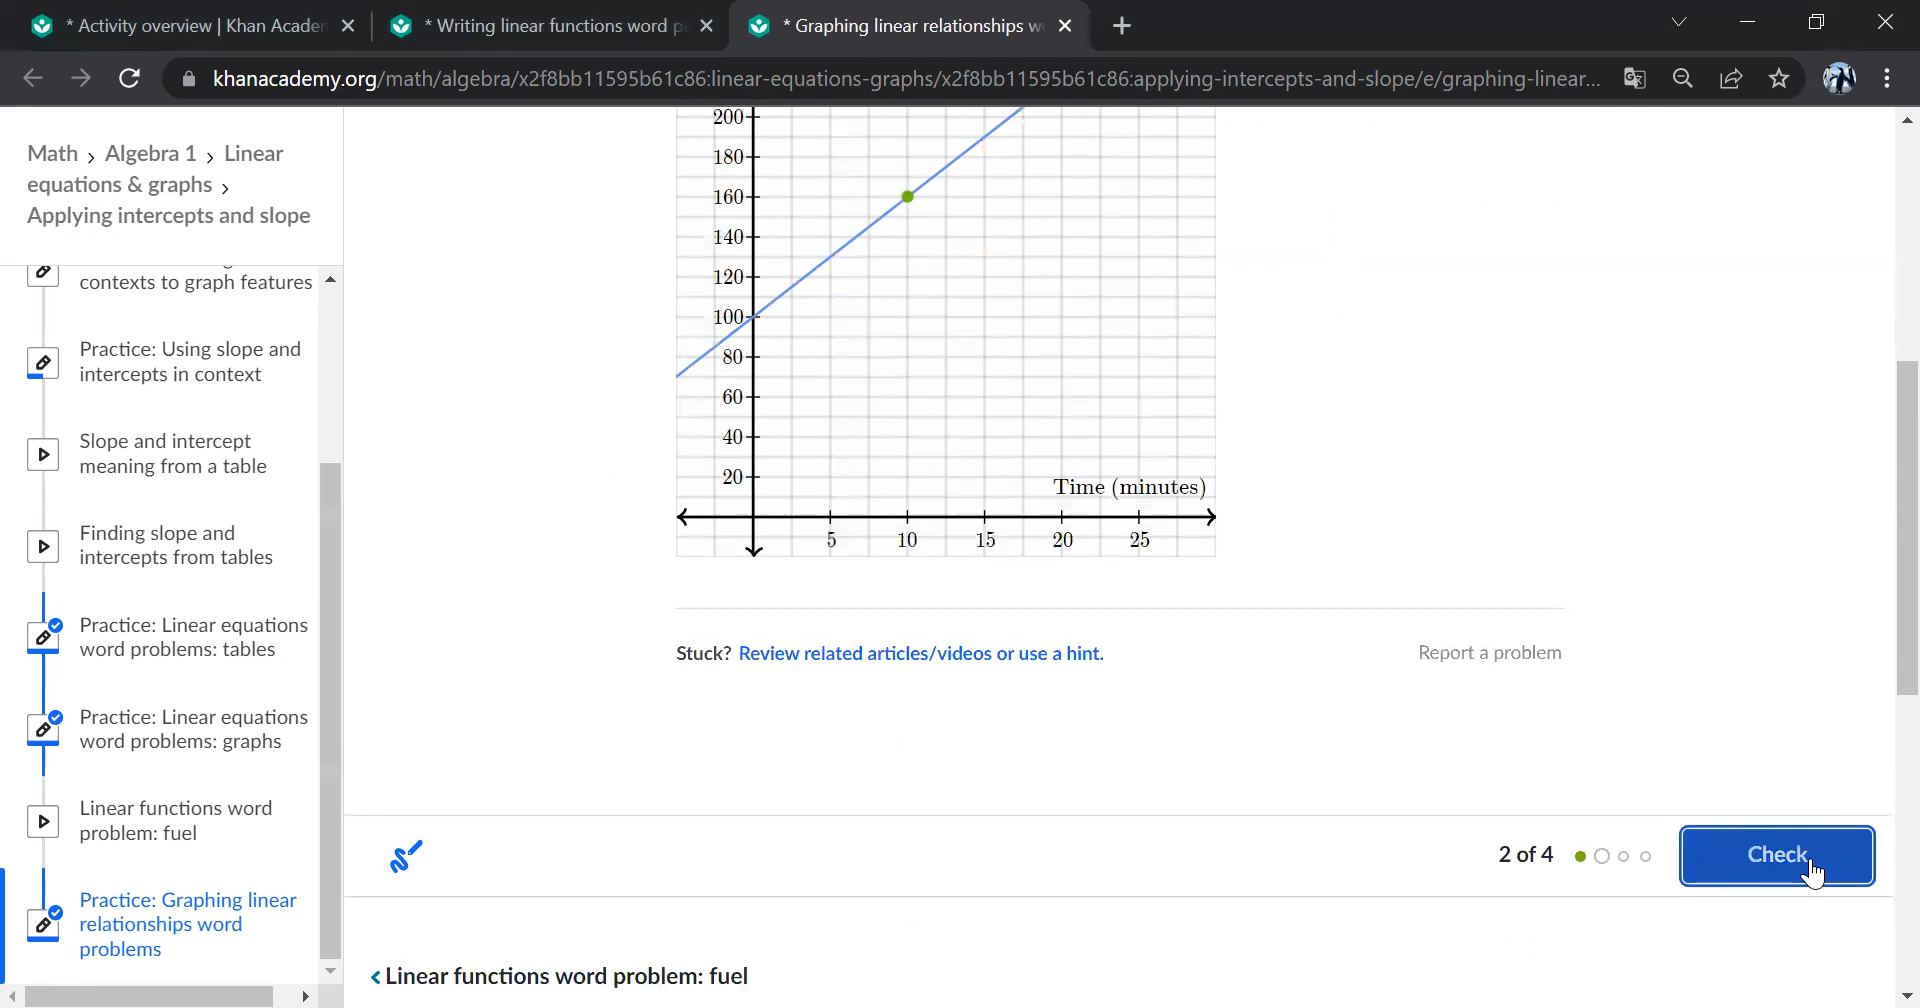 * Activity overview | Khan Acader
* Writing linear functions word p
* Graphing linear relationships w
khanacademy.org/math/algebra/x2f8bb11595b61c86:linear-equations-graphs/x2f8bb11595b61c86:applying-intercepts-and-slope/e/graphing-linear...
Math > Algebra 1 > Linear
equations & graphs >
Applying intercepts and slope
contexts to graph features
Practice: Using slope and
intercepts in context
Slope and intercept
meaning from a table
Finding slope and
intercepts from tables
Practice: Linear equations
word problems: tables
Practice: Linear equations
word problems: graphs
Linear functions word
problem: fuel
Practice: Graphing linear
relationships word
problems
200
180
160
140
120
100
80
60
40
20
Time (minutes)
5 10 15 20 25
Stuck? Review related articles/videos or use a hint.
Report a problem
2 of 4
Check
< Linear functions word problem: fuel